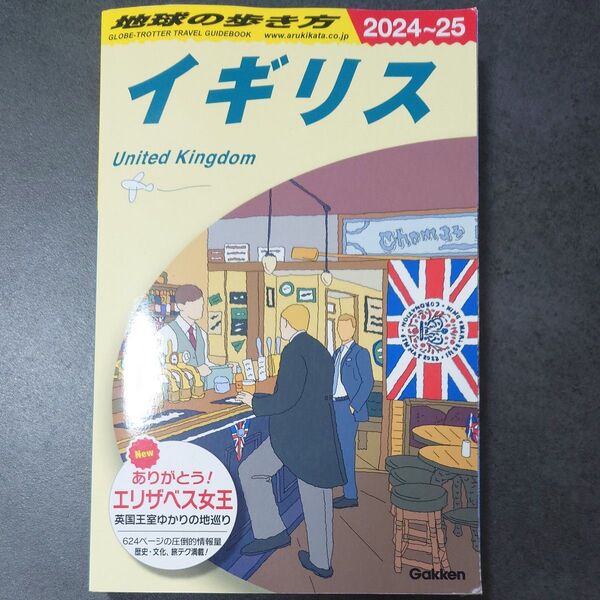 地球の歩き方
GLOBE-TROTTER TRAVEL GUIDEBOOK
www.arukikata.co.jp
2024~25
イギリス
United Kingdom
New
ありがとう!
エリザベス女王
英国王室ゆかりの地巡り
624ページの圧倒的情報量
歴史・文化、旅テク満載!
Gakken